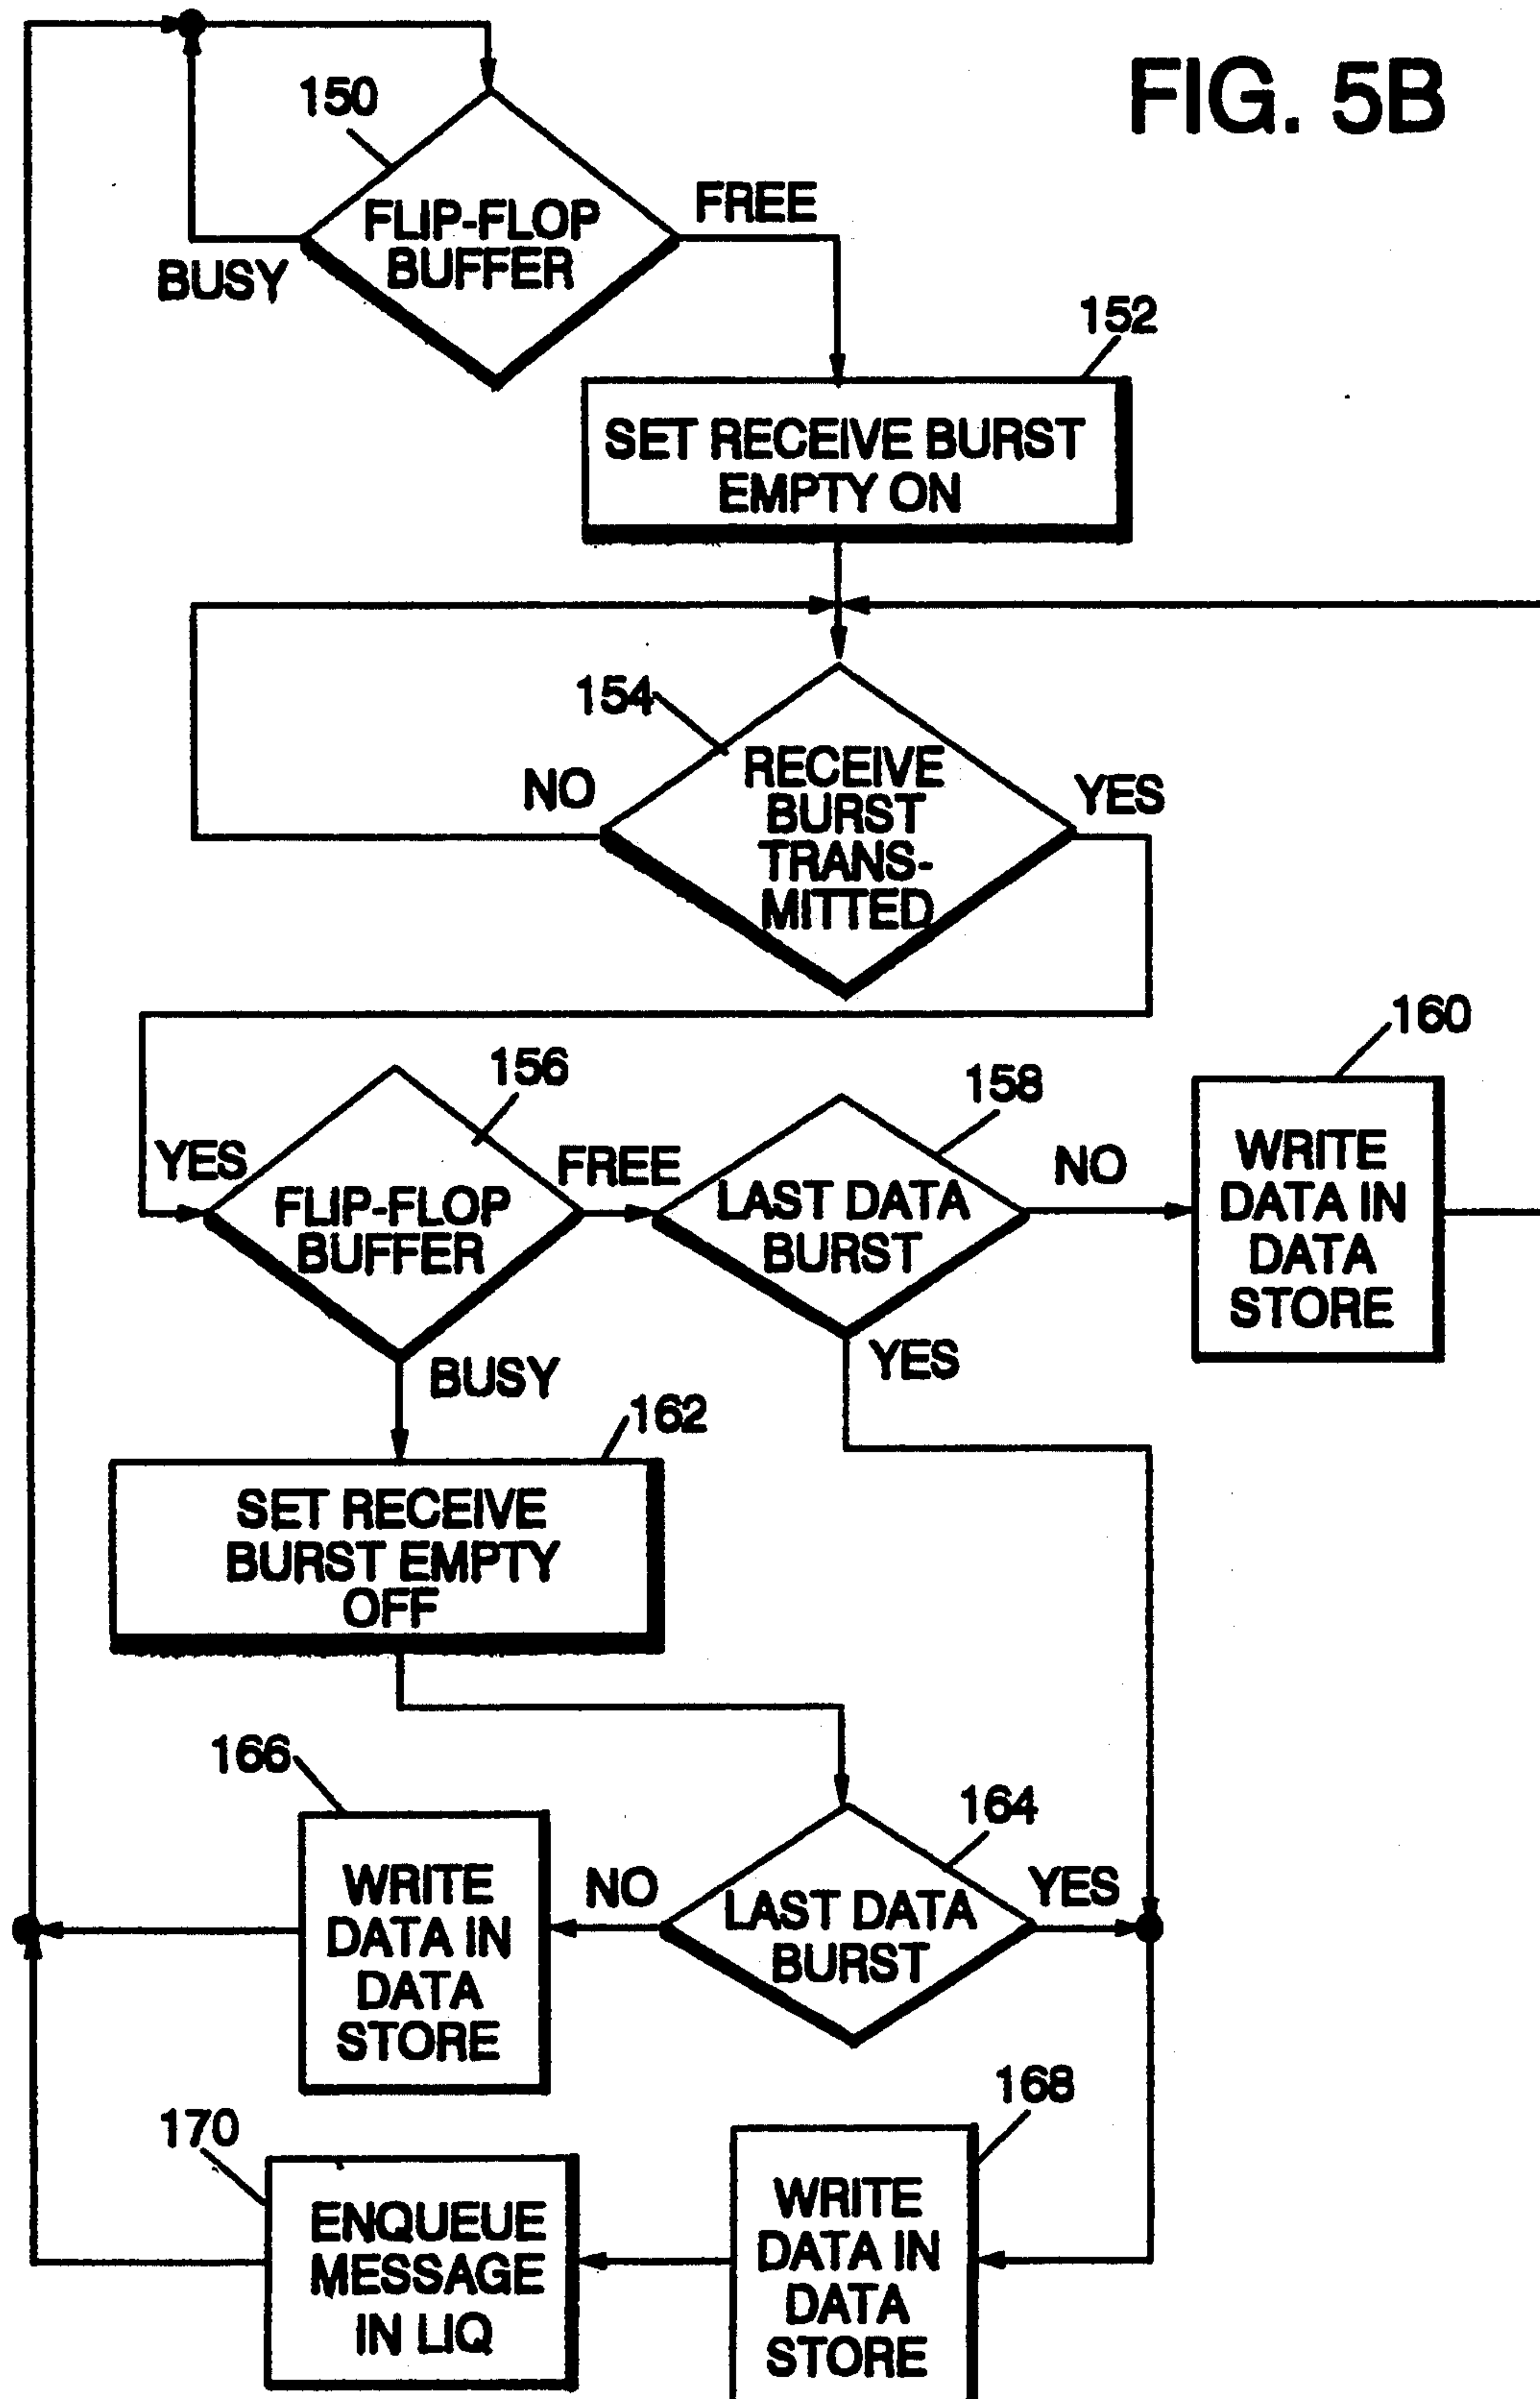 FIG. 5B
150
FLIP-FLOP
BUFFER
FREE
BUSY
152
SET RECEIVE BURST
EMPTY ON
154
RECEIVE
BURST
TRANS-
MITTED
NO
YES
156
YES
FLIP-FLOP
BUFFER
FREE
BUSY
158
LAST DATA
BURST
NO
YES
160
WRITE
DATA IN
DATA
STORE
162
SET RECEIVE
BURST EMPTY
OFF
164
LAST DATA
BURST
NO
YES
166
WRITE
DATA IN
DATA
STORE
168
WRITE
DATA IN
DATA
STORE
170
ENQUEUE
MESSAGE
IN LIQ